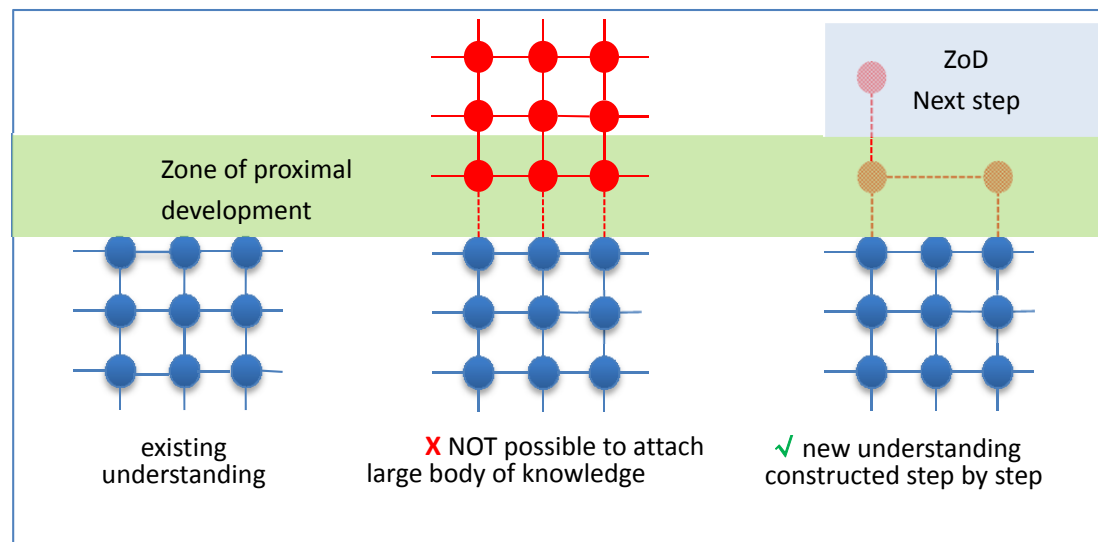 ZoD
Next step
Zone of proximal
development
existing
understanding
X NOT possible to attach
large body of knowledge
√ new understanding
constructed step by step